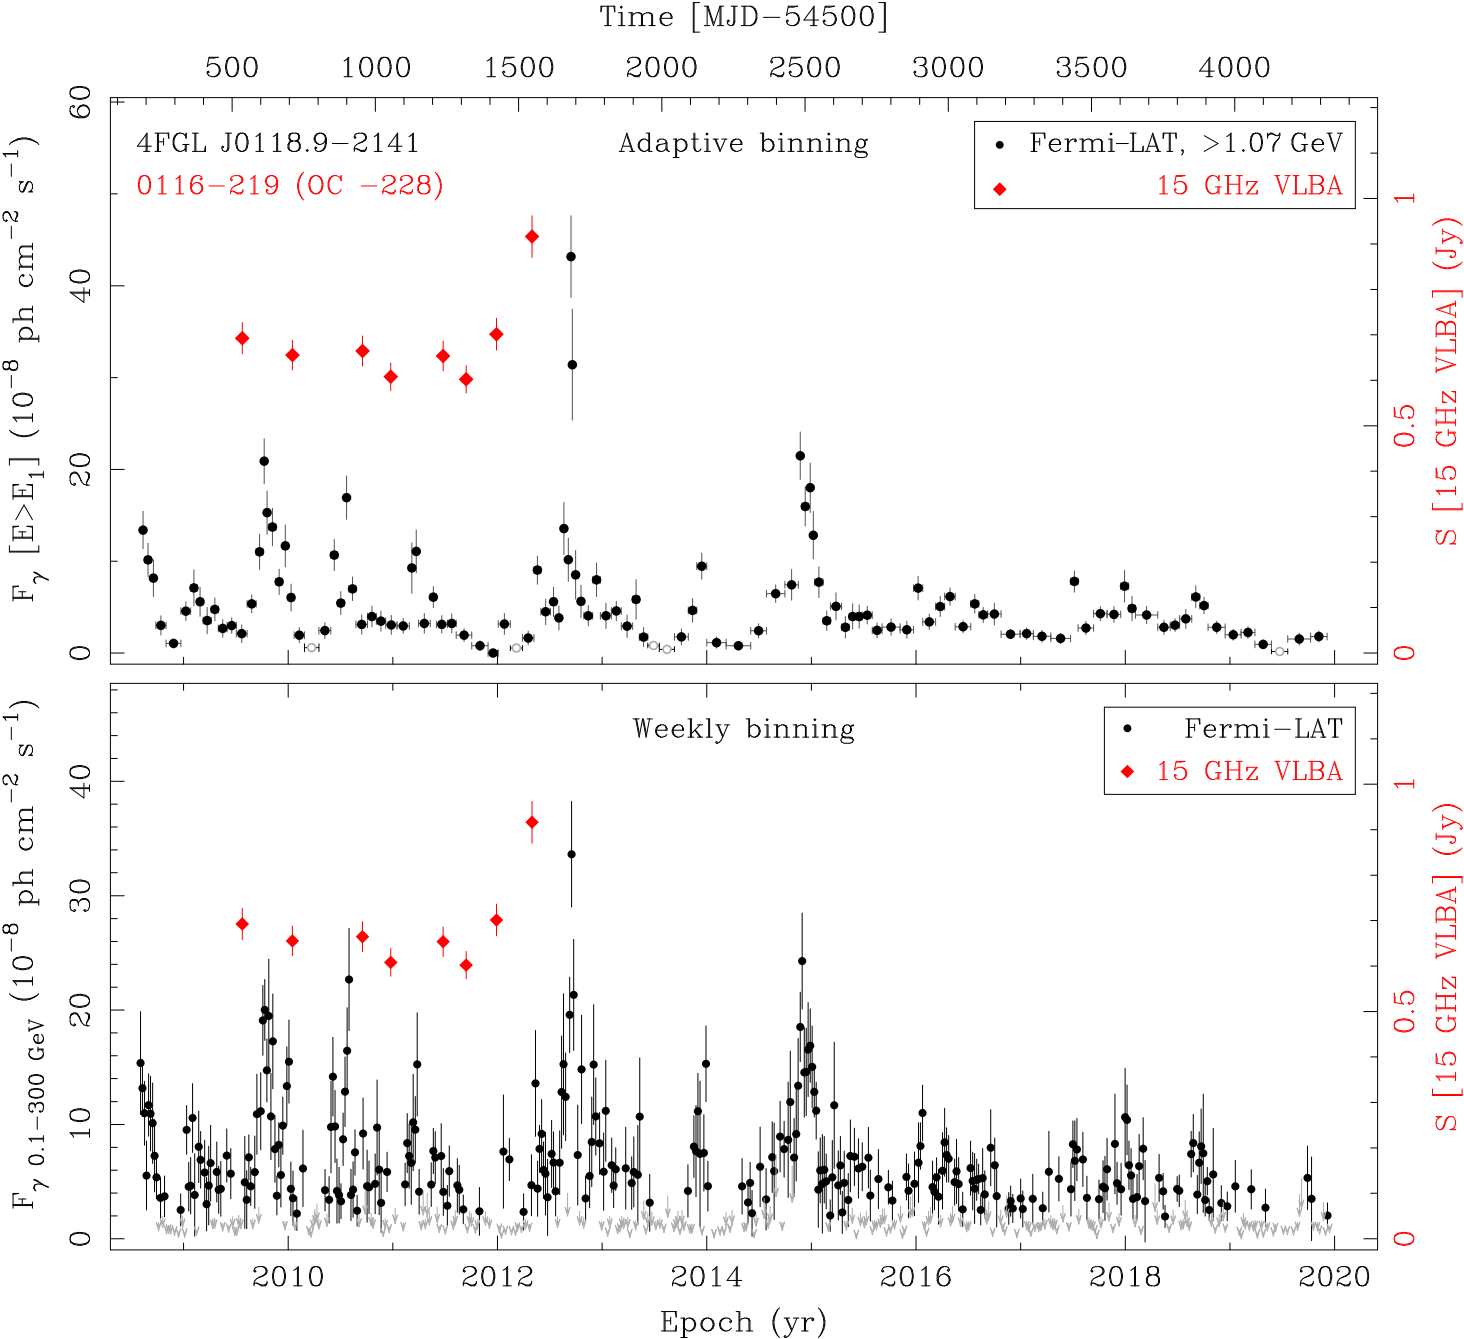 Time [MJD−54500]
500 1000 1500 2000 2500 3000 3500 4000
4FGL J0118.9−2141
0116−219 (OC −228)
Adaptive binning
Fermi−LAT, >1.07 GeV
15 GHz VLBA
60
40
20
0
F_γ [E>E_1] (10^−8 ph cm^−2 s^−1)
1
0.5
0
S [15 GHz VLBA] (Jy)
Weekly binning
Fermi−LAT
15 GHz VLBA
40
30
20
10
0
F_γ 0.1−300 GeV (10^−8 ph cm^−2 s^−1)
1
0.5
0
S [15 GHz VLBA] (Jy)
2010 2012 2014 2016 2018 2020
Epoch (yr)